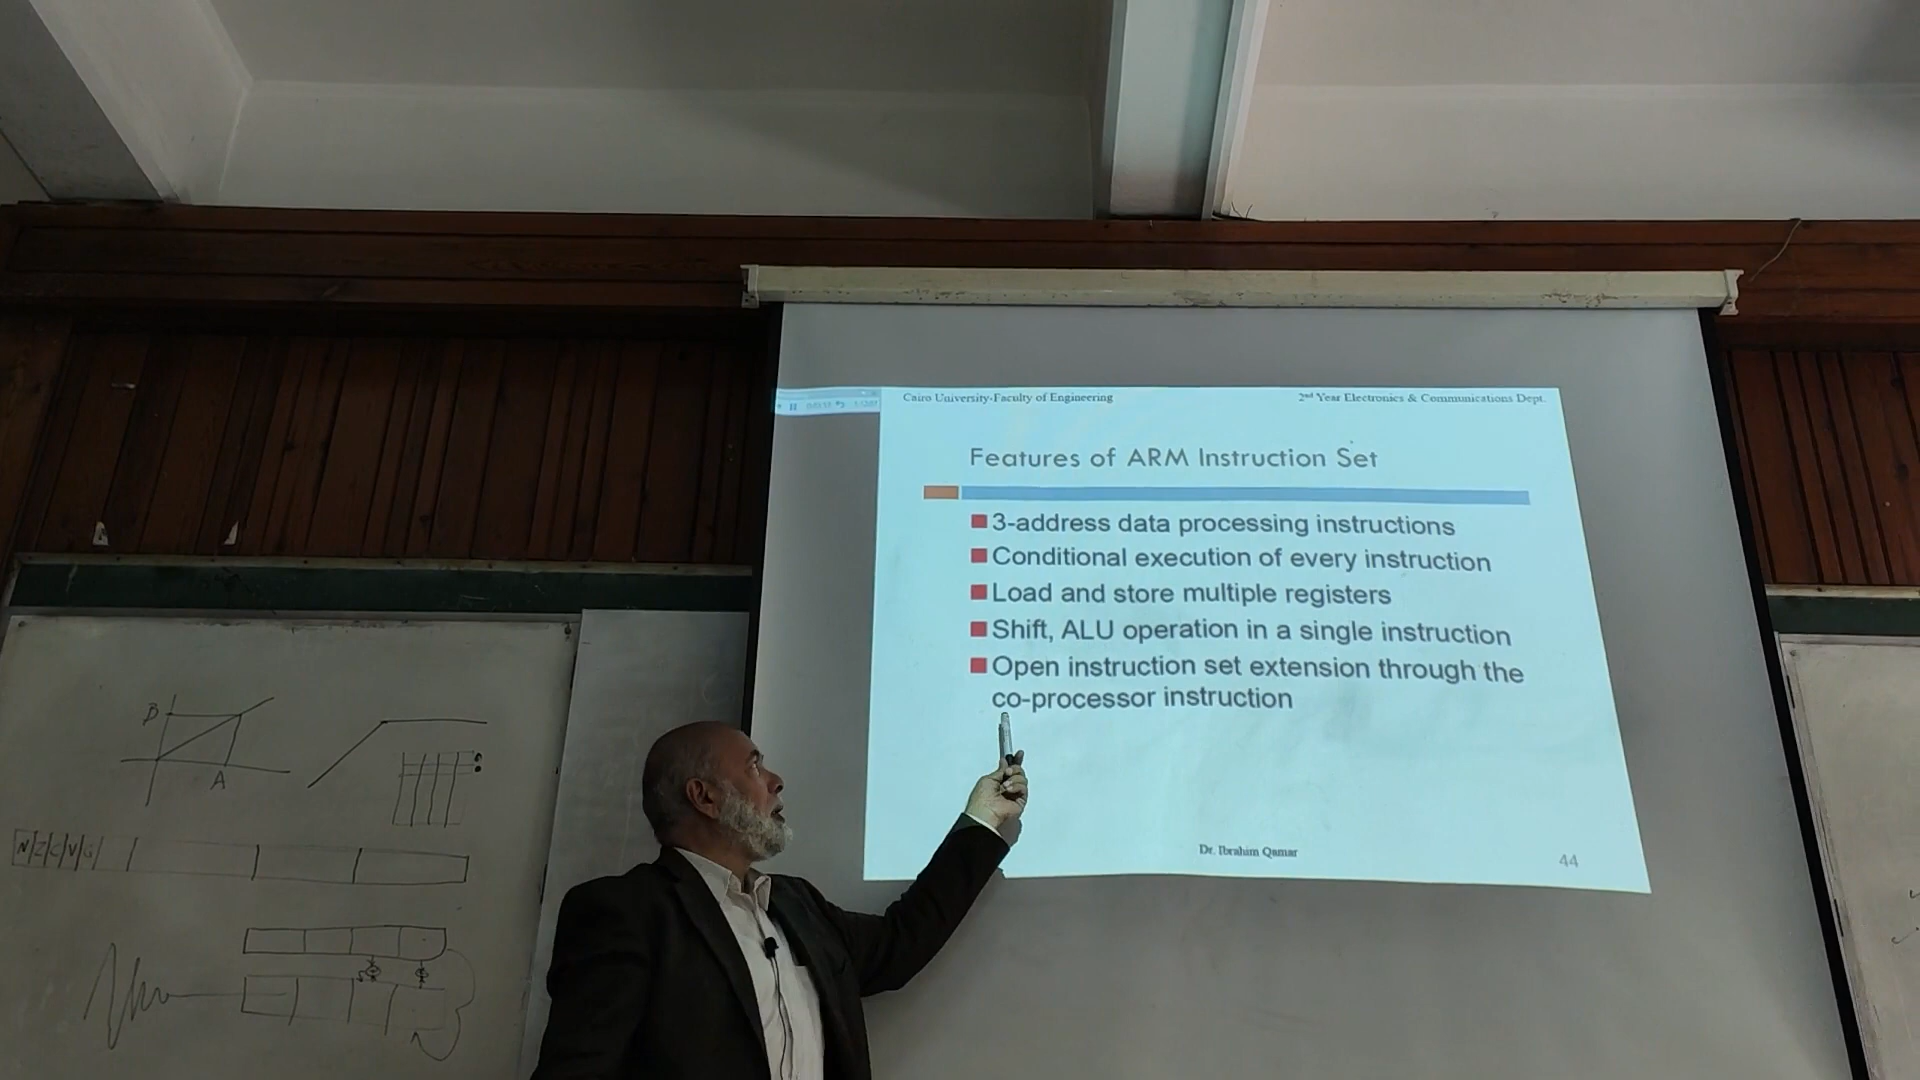 Cairo University-Faculty of Engineering
2nd Year Electronics & Communications Dept.
Features of ARM Instruction Set
3-address data processing instructions
Conditional execution of every instruction
Load and store multiple registers
Shift, ALU operation in a single instruction
Open instruction set extension through the
co-processor instruction
Dr. Ibrahim Qamar
44
B
A
N Z C V